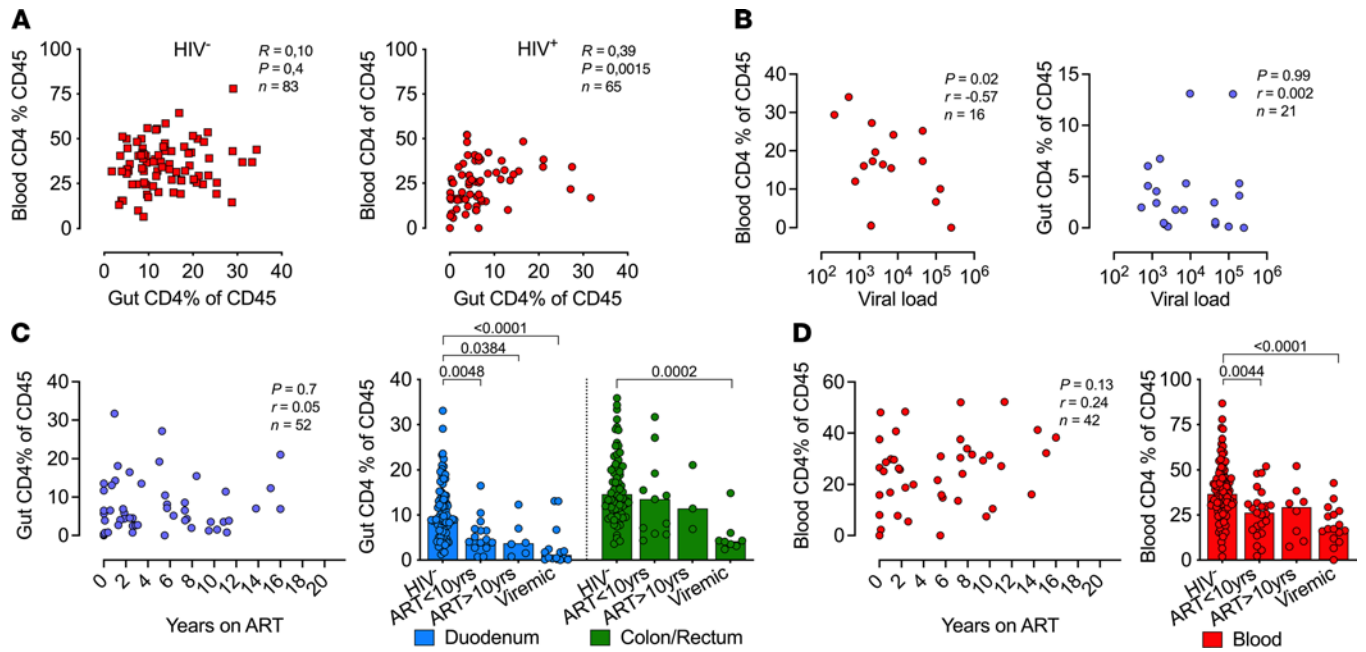 A
HIV-
R = 0,10
P = 0,4
n = 83
Blood CD4 % CD45
100
75
50
25
0
0 10 20 30 40
Gut CD4% of CD45
HIV+
R = 0,39
P = 0,0015
n = 65
Blood CD4 of CD45
100
75
50
25
0
0 10 20 30 40
Gut CD4% of CD45
B
P = 0.02
r = -0.57
n = 16
Blood CD4 % of CD45
40
30
20
10
0
10² 10³ 10⁴ 10⁵ 10⁶
Viral load
P = 0.99
r = 0.002
n = 21
Gut CD4 % of CD45
15
10
5
0
10² 10³ 10⁴ 10⁵ 10⁶
Viral load
C
P = 0.7
r = 0.05
n = 52
Gut CD4% of CD45
40
30
20
10
0
0 2 4 6 8 10 12 14 16 18 20
Years on ART
<0.0001
0.0384
0.0048
0.0002
Gut CD4 % of CD45
40
30
20
10
0
HIV- ART<10yrs ART>10yrs Viremic HIV- ART<10yrs ART>10yrs Viremic
Duodenum Colon/Rectum
D
P = 0.13
r = 0.24
n = 42
Blood CD4% of CD45
60
40
20
0
0 2 4 6 8 10 12 14 16 18 20
Years on ART
<0.0001
0.0044
Blood CD4 % of CD45
100
75
50
25
0
HIV- ART<10yrs ART>10yrs Viremic
Blood